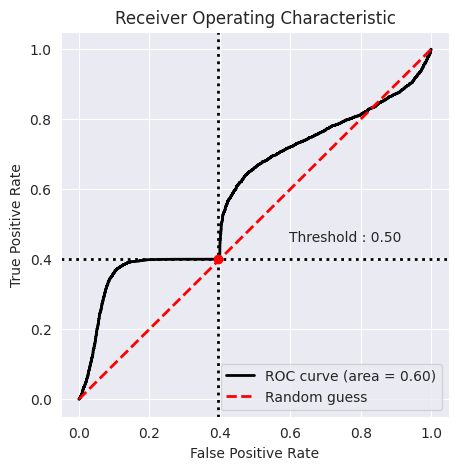 Receiver Operating Characteristic
1.0
0.8
0.6
0.4
0.2
0.0
True Positive Rate
Threshold : 0.50
ROC curve (area = 0.60)
Random guess
0.0 0.2 0.4 0.6 0.8 1.0
False Positive Rate